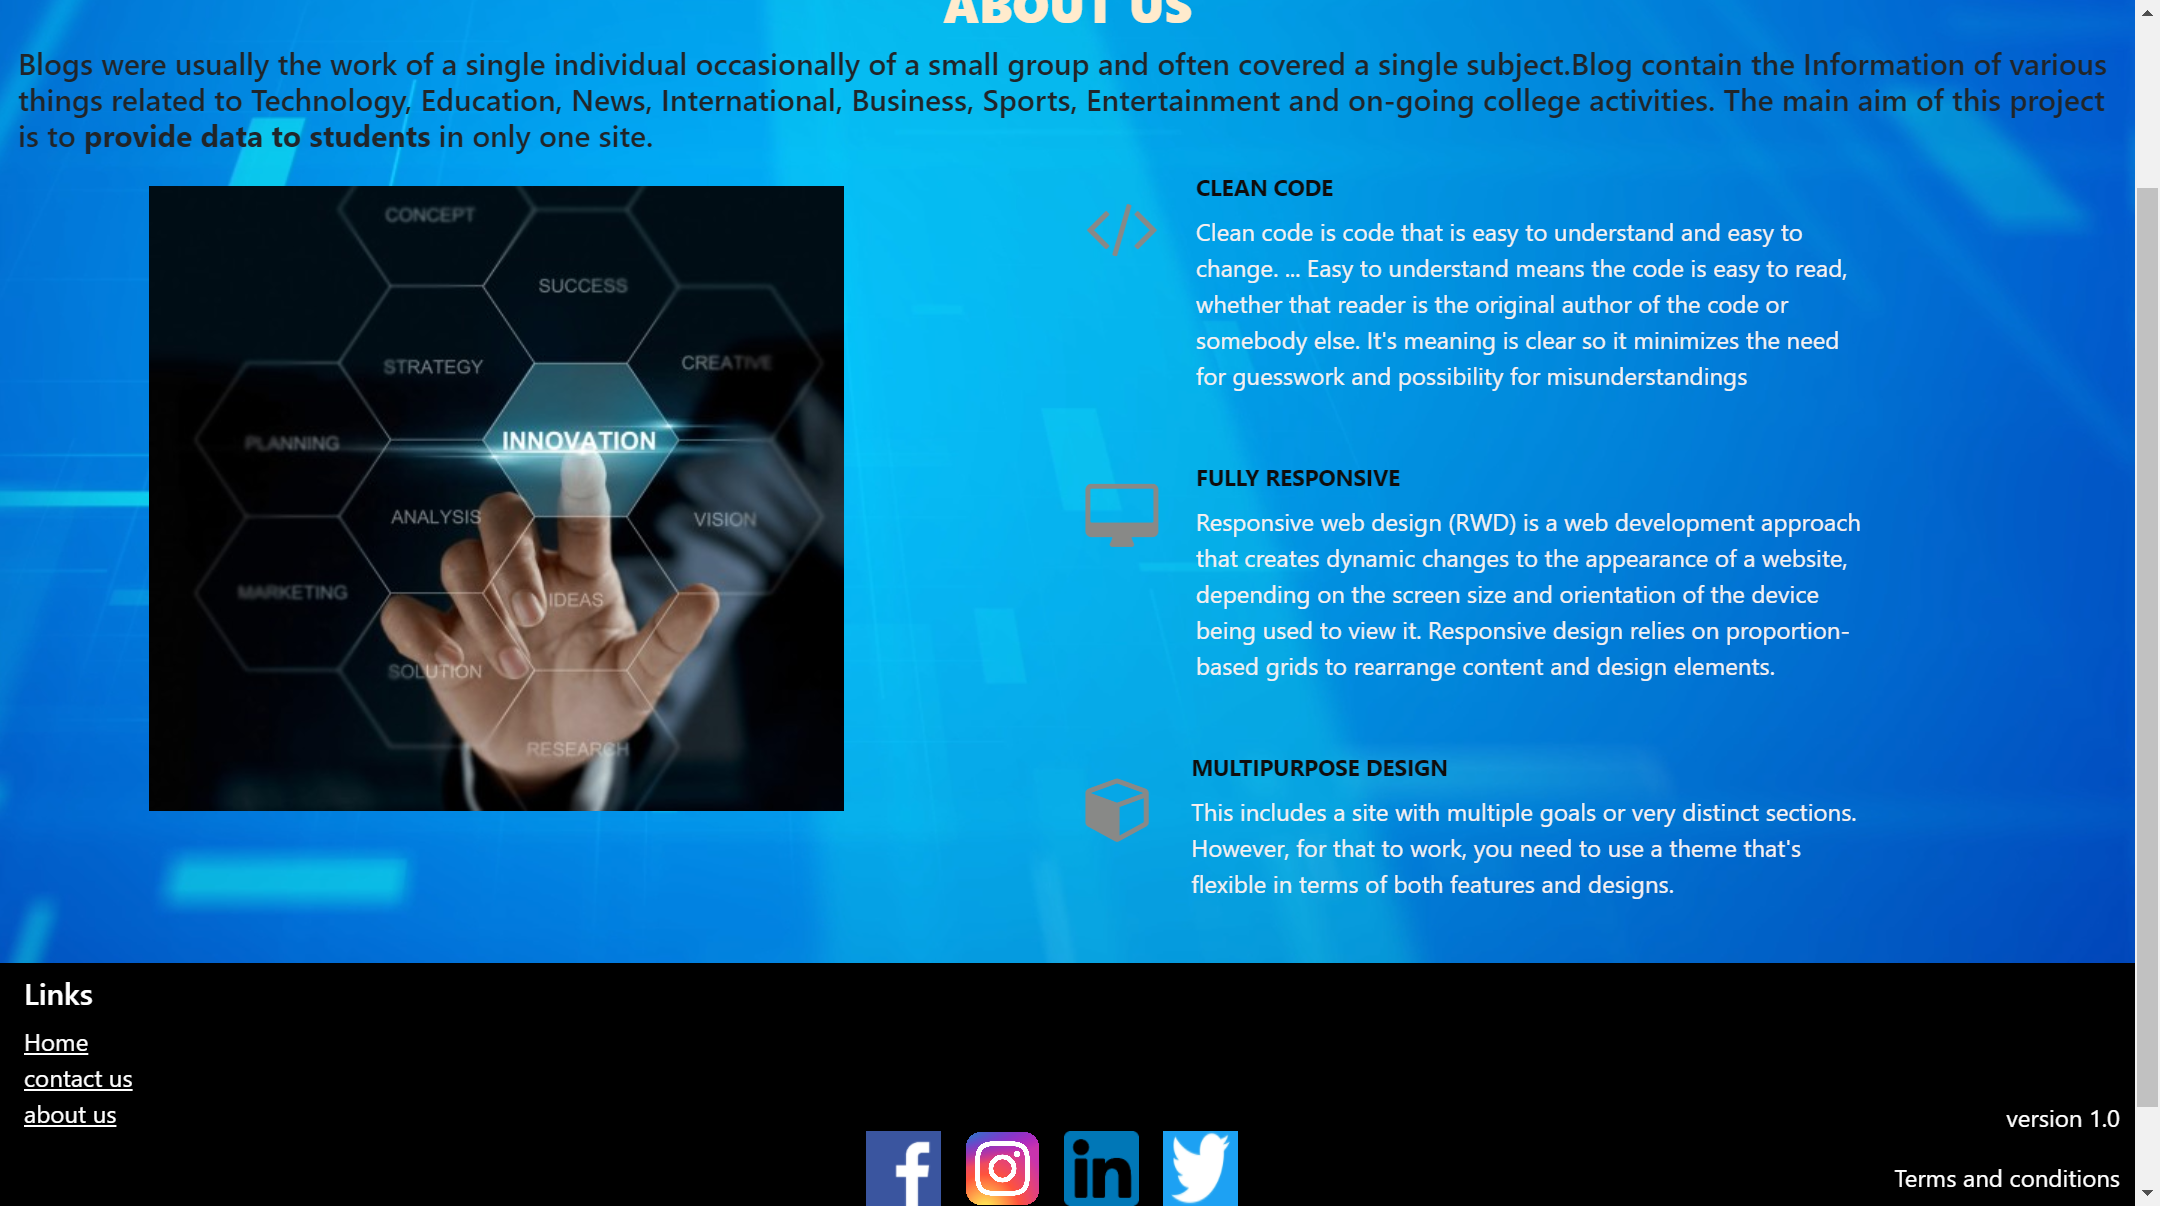 ABOUT US
Blogs were usually the work of a single individual occasionally of a small group and often covered a single subject.Blog contain the Information of various
things related to Technology, Education, News, International, Business, Sports, Entertainment and on-going college activities. The main aim of this project
is to provide data to students in only one site.
CONCEPT
SUCCESS
STRATEGY
CREATIVE
PLANNING
INNOVATION
ANALYSIS
VISION
MARKETING
IDEAS
SOLUTION
RESEARCH
CLEAN CODE
Clean code is code that is easy to understand and easy to
change. ... Easy to understand means the code is easy to read,
whether that reader is the original author of the code or
somebody else. It's meaning is clear so it minimizes the need
for guesswork and possibility for misunderstandings
FULLY RESPONSIVE
Responsive web design (RWD) is a web development approach
that creates dynamic changes to the appearance of a website,
depending on the screen size and orientation of the device
being used to view it. Responsive design relies on proportion-
based grids to rearrange content and design elements.
MULTIPURPOSE DESIGN
This includes a site with multiple goals or very distinct sections.
However, for that to work, you need to use a theme that's
flexible in terms of both features and designs.
Links
Home
contact us
about us
version 1.0
f
in
Terms and conditions